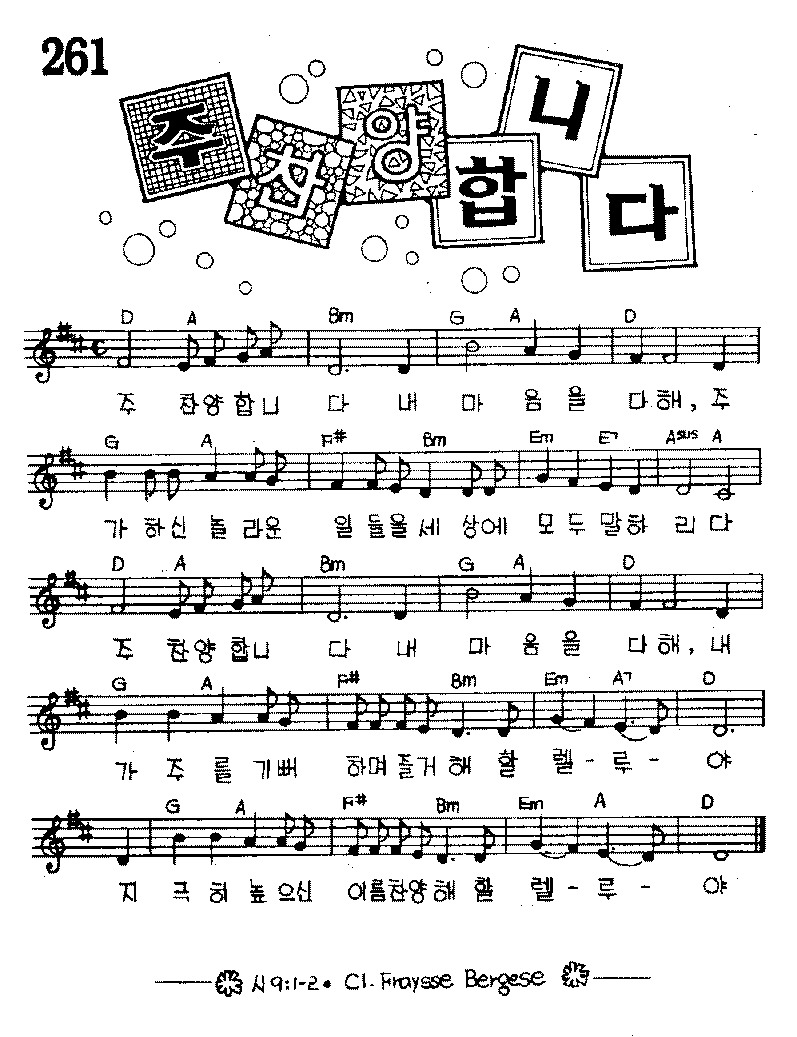 261
주찬양합니다
D A Bm G A D
주 찬양합니 다 내 마 음 을 다해, 주
G A F# Bm Em E7 Asus A
가 하신 놀 라운 일 들을세 상에 모 두 말하 리 다
D A Bm G A D
주 찬양 합니 다 내 마 음을 다해, 내
G A F# Bm Em A7 D
가 주 를 기뻐 하며 즐거 해 할 렐 - 루 - 야
G A F# Bm Em A D
지 극 히 높 으신 이름찬양해 할 렐 - 루 - 야
시 9:1-2 • Cl. Fraysse Bergese